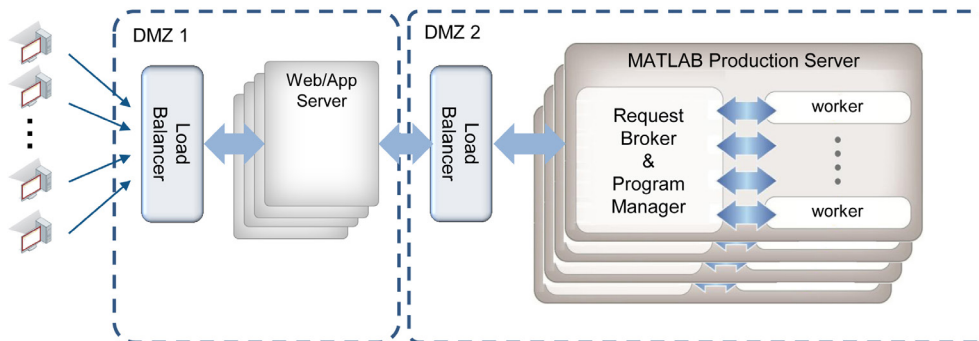 DMZ 1
Load
Balancer
Web/App
Server
DMZ 2
Load
Balancer
MATLAB Production Server
Request
Broker
&
Program
Manager
worker
worker